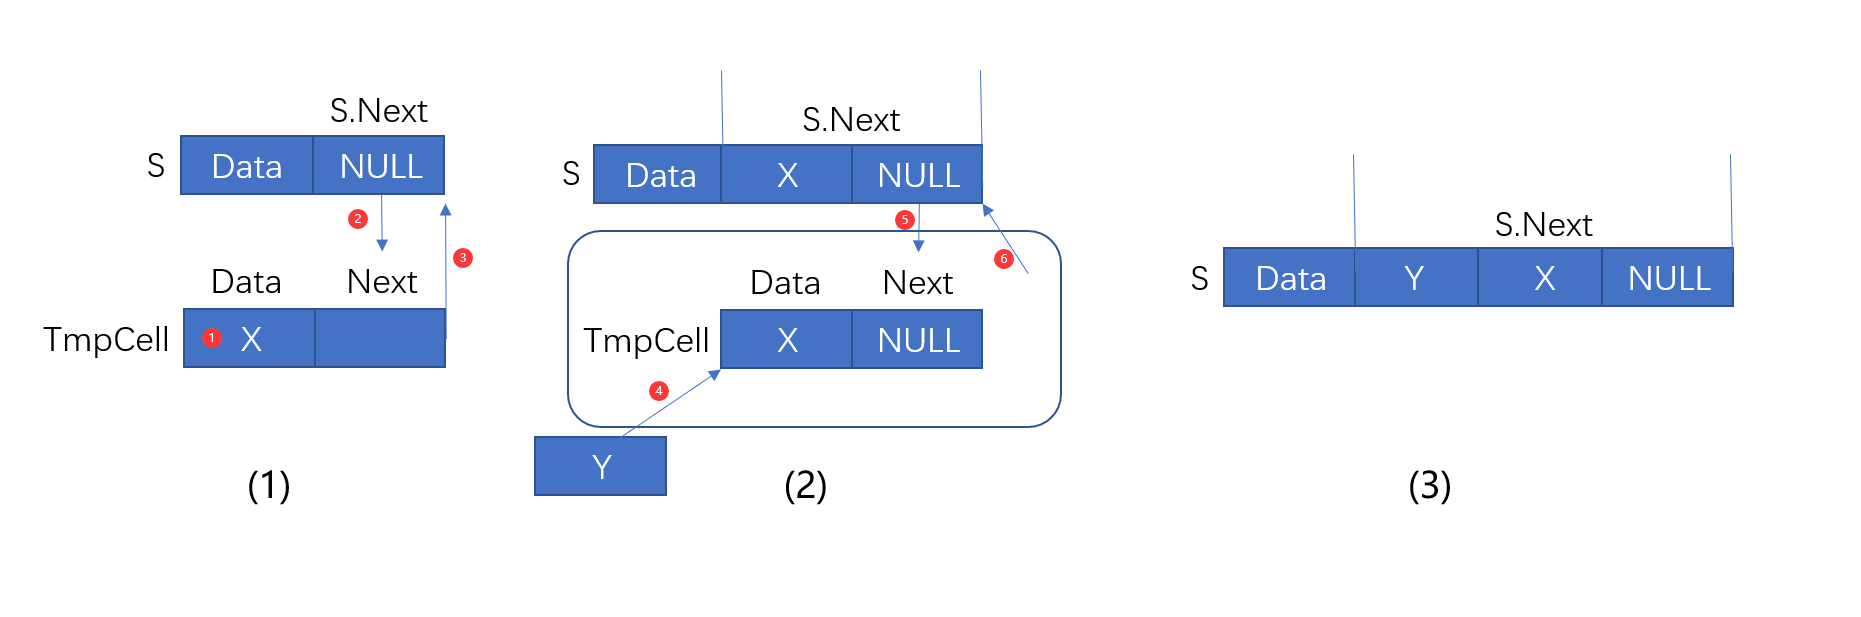 S.Next
S Data NULL
2
3
Data Next
TmpCell 1 X
(1)
S.Next
S Data X NULL
5
6
Data Next
TmpCell X NULL
4
Y
(2)
S.Next
S Data Y X NULL
(3)